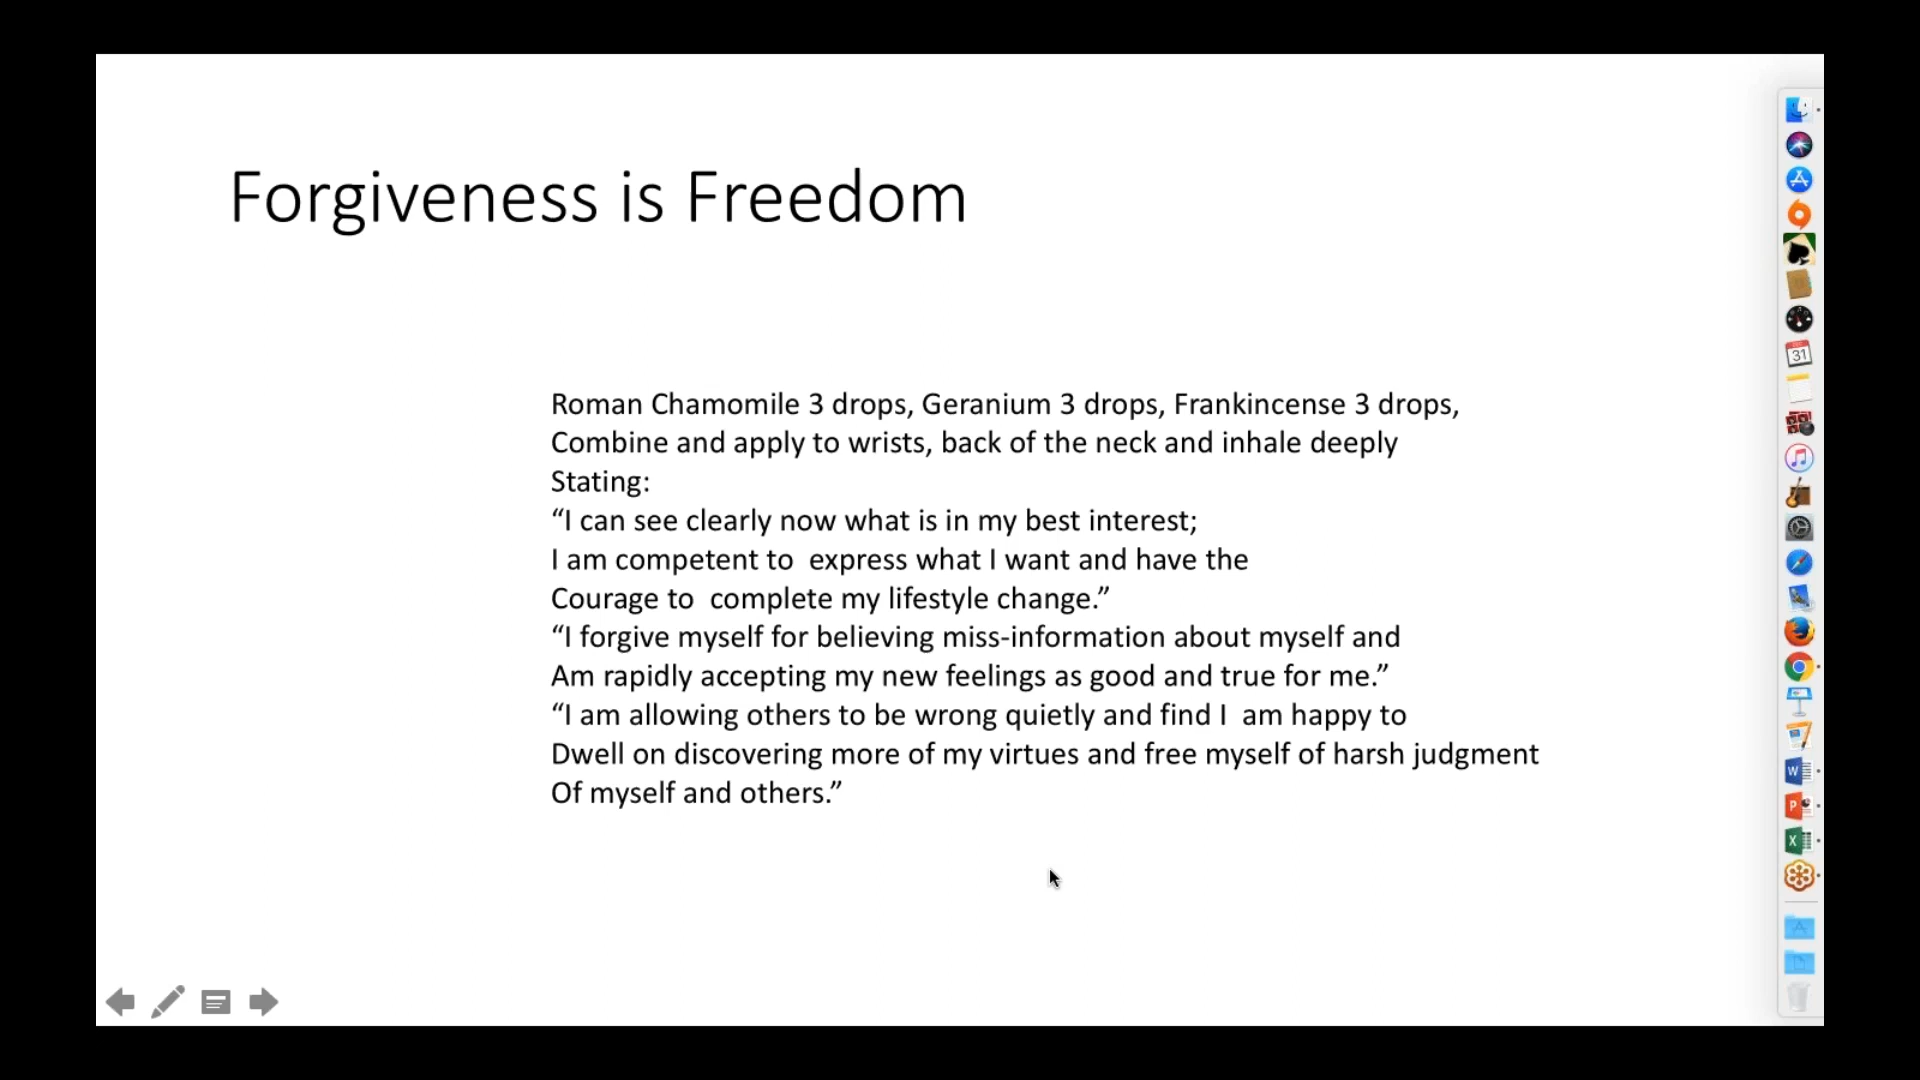 Forgiveness is Freedom
Roman Chamomile 3 drops, Geranium 3 drops, Frankincense 3 drops,
Combine and apply to wrists, back of the neck and inhale deeply
Stating:
“I can see clearly now what is in my best interest;
I am competent to  express what I want and have the
Courage to  complete my lifestyle change.”
“I forgive myself for believing miss-information about myself and
Am rapidly accepting my new feelings as good and true for me.”
“I am allowing others to be wrong quietly and find I  am happy to
Dwell on discovering more of my virtues and free myself of harsh judgment
Of myself and others.”
31
W
P
X